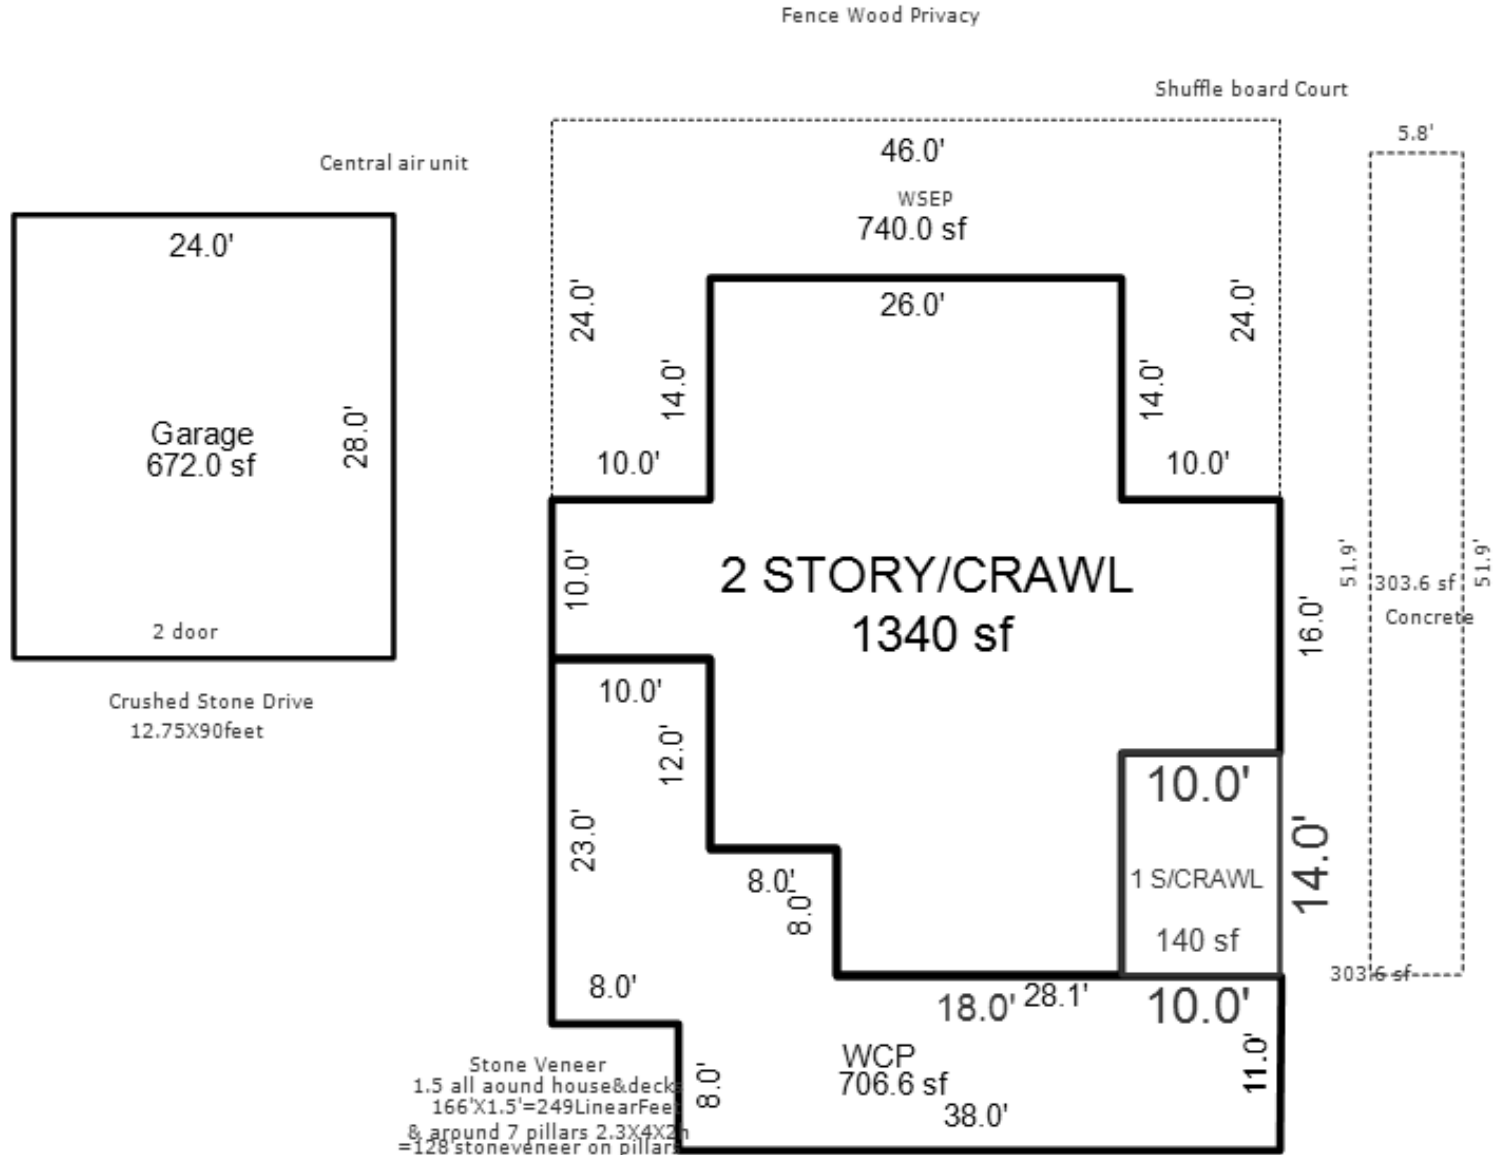 Fence Wood Privacy
Shuffle board Court
5.8'
46.0'
Central air unit
WSEP
740.0 sf
24.0'
26.0'
24.0'
24.0'
14.0'
14.0'
28.0'
Garage
672.0 sf
10.0'
10.0'
51.9'
51.9'
2 STORY/CRAWL
1340 sf
10.0'
303.6 sf
Concrete
16.0'
2 door
10.0'
Crushed Stone Drive
12.75X90feet
12.0'
10.0'
23.0'
14.0'
8.0'
8.0'
1 S/CRAWL
140 sf
303.6 sf
8.0'
18.0'
28.1'
10.0'
WCP
706.6 sf
11.0'
8.0'
38.0'
Stone Veneer
1.5 all aound house&decks
166'X1.5'=249LinearFeet
& around 7 pillars 2.3X4X2h
=128 stoneveneer on pillars